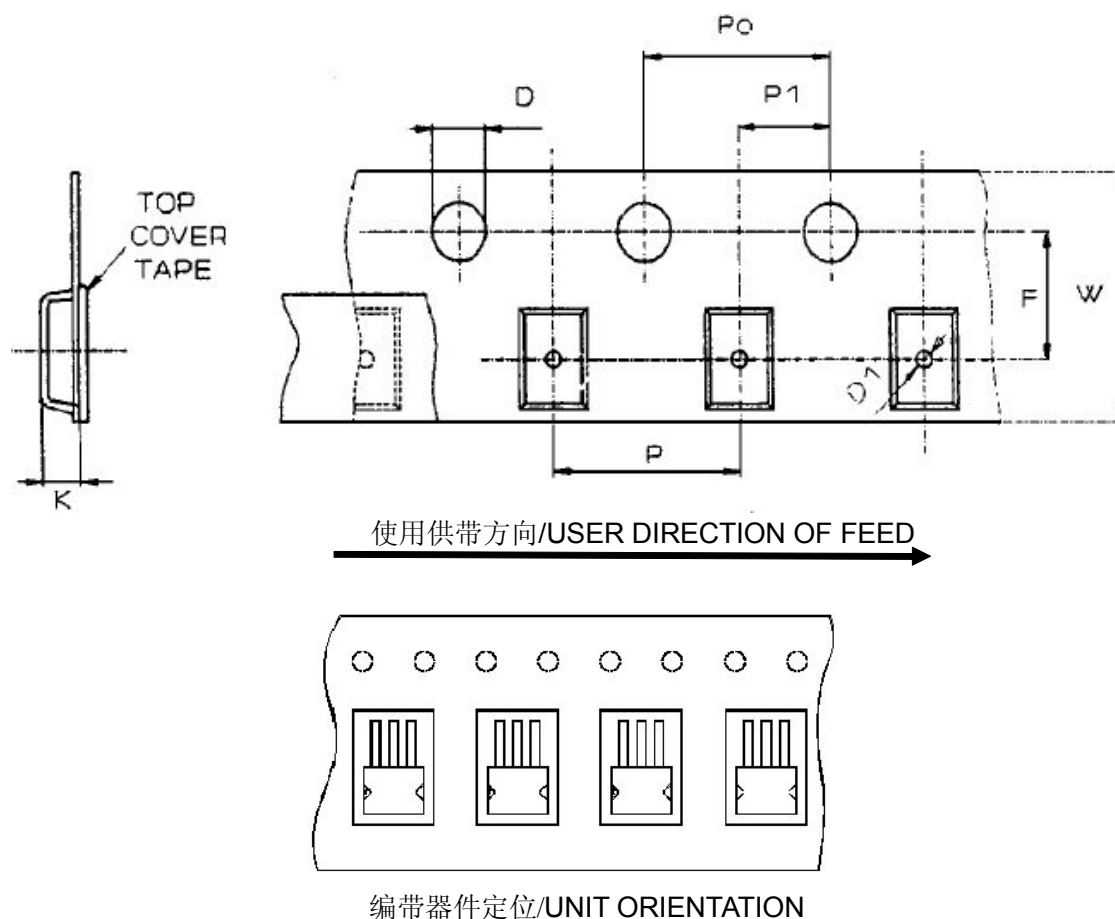 Po
D
P1
TOP
COVER
TAPE
F
W
D1
P
K
使用供带方向/USER DIRECTION OF FEED
编带器件定位/UNIT ORIENTATION